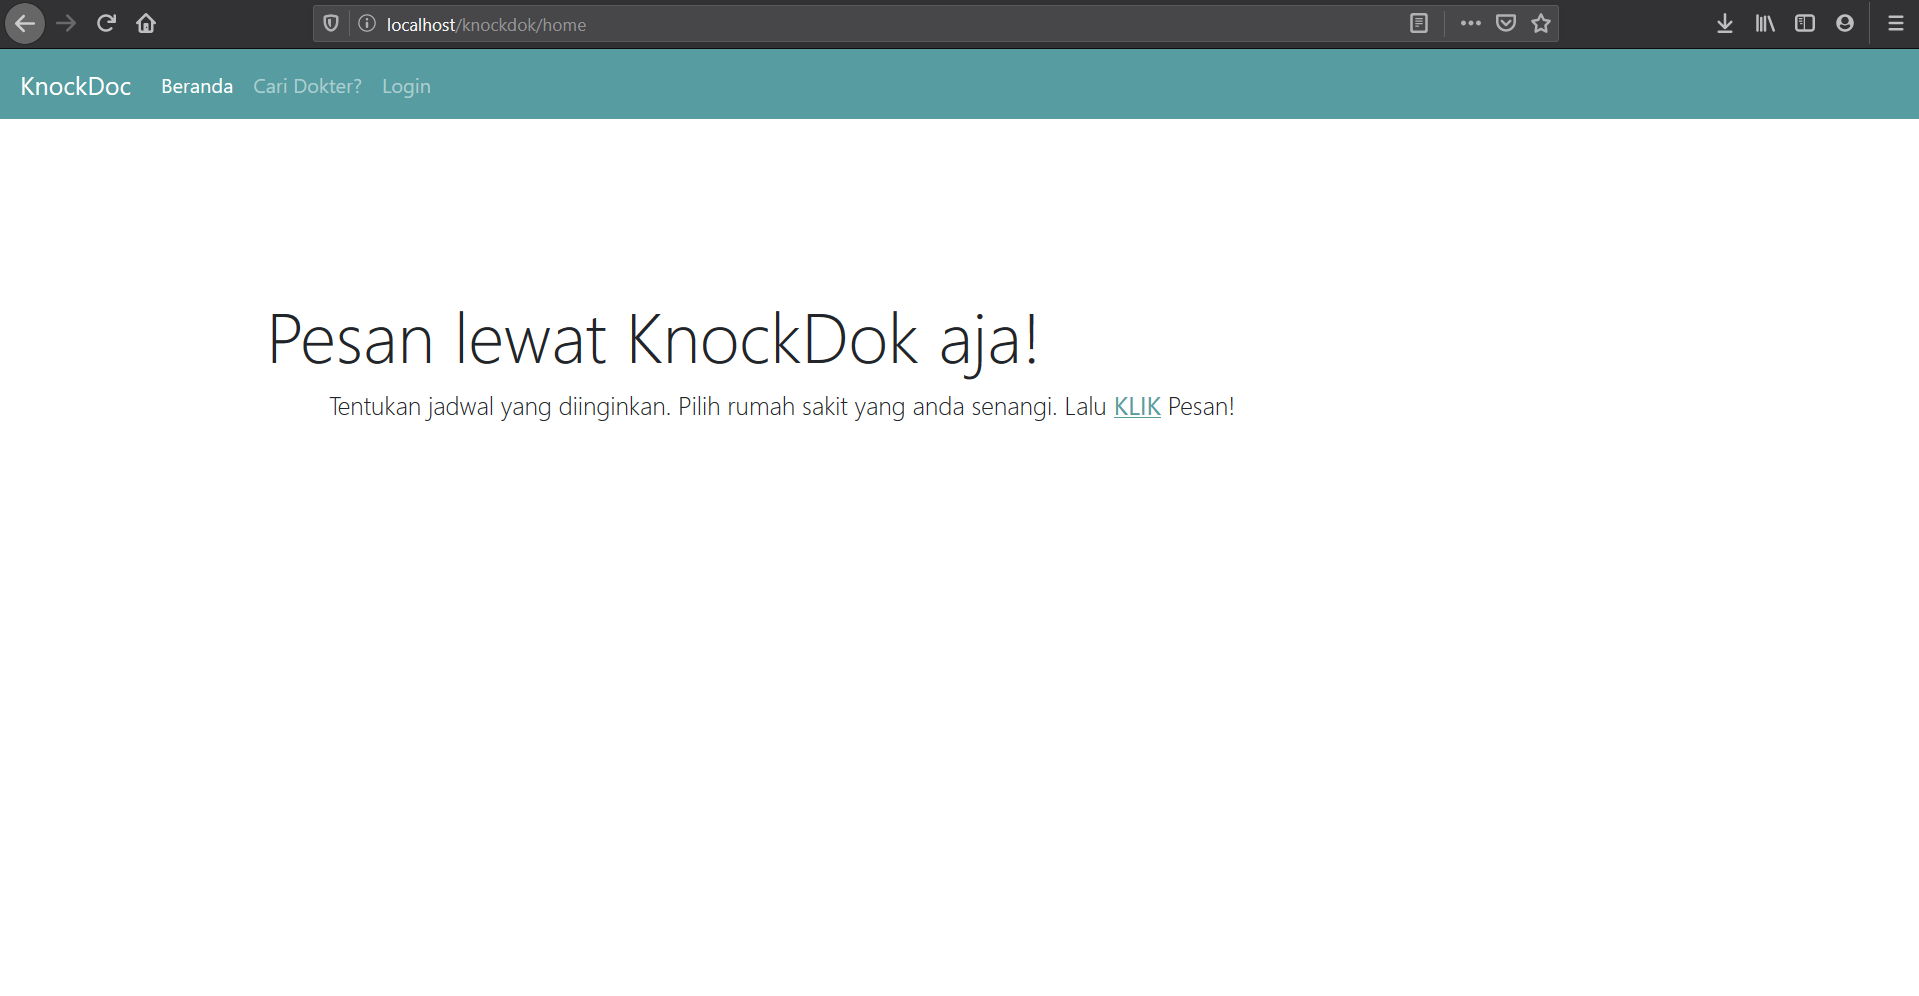 localhost/knockdok/home
KnockDoc Beranda Cari Dokter? Login
Pesan lewat KnockDok aja!
Tentukan jadwal yang diinginkan. Pilih rumah sakit yang anda senangi. Lalu KLIK Pesan!